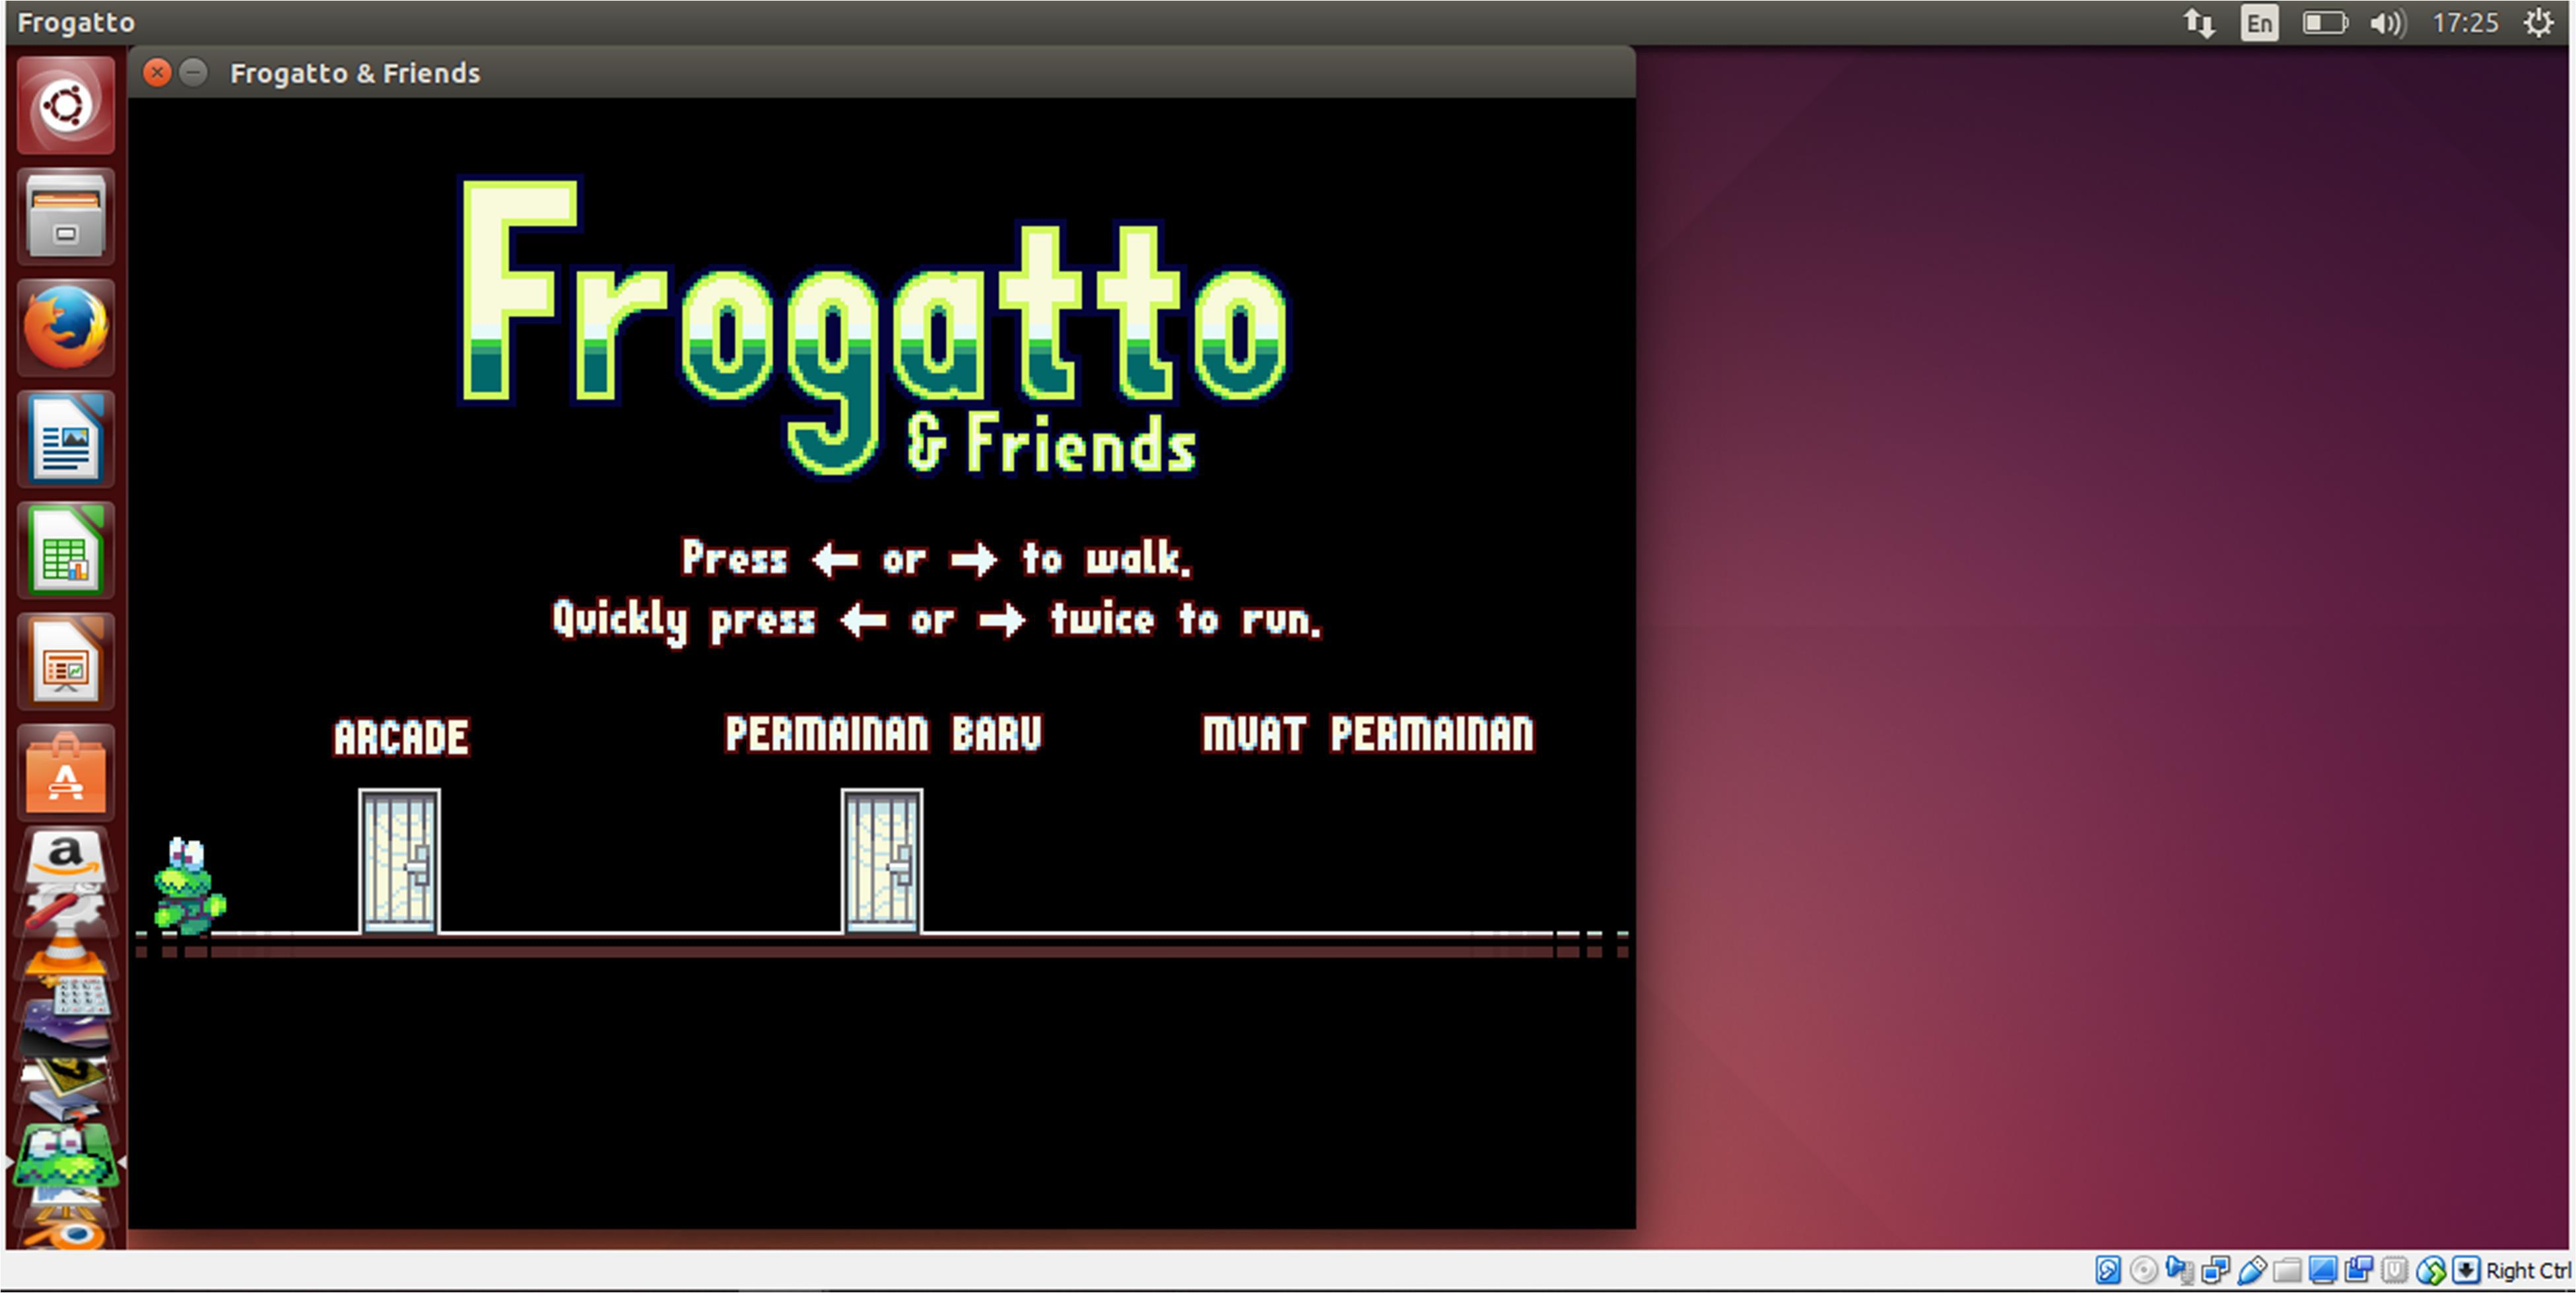 Frogatto
En
17:25
Frogatto & Friends
Frogatto
& Friends
Press ← or → to walk.
Quickly press ← or → twice to run.
ARCADE
PERMAINAN BARU
MUAT PERMAINAN
Right Ctrl